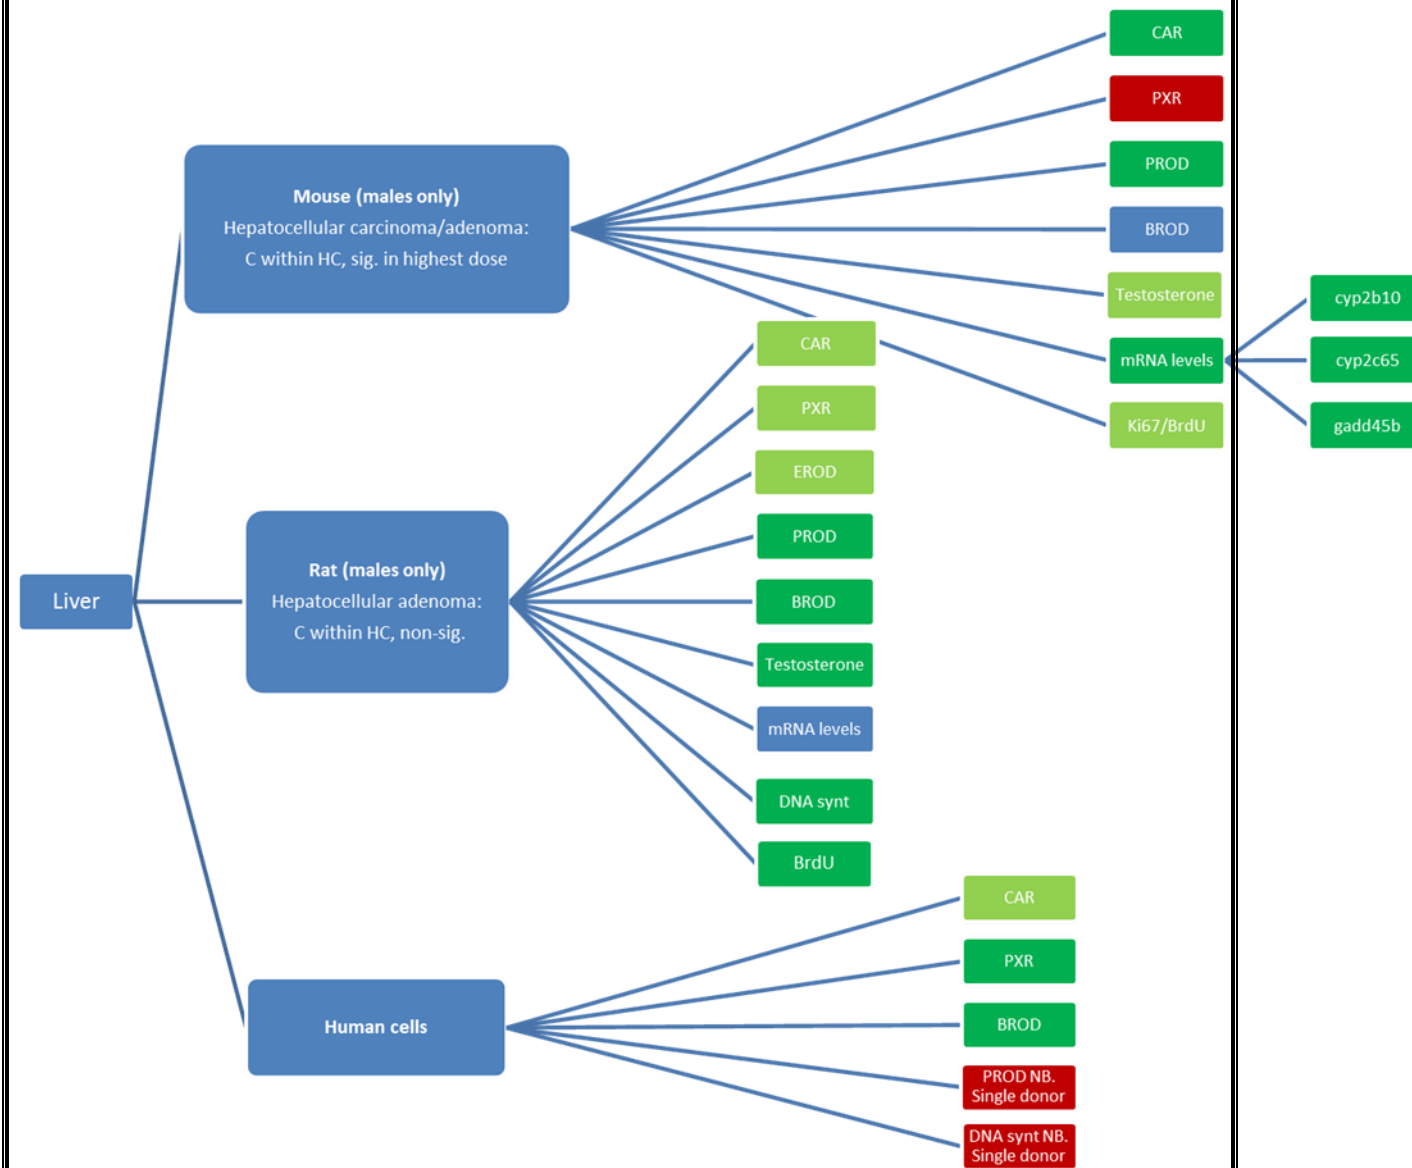 Liver
Mouse (males only)
Hepatocellular carcinoma/adenoma:
C within HC, sig. in highest dose
CAR
PXR
PROD
BROD
Testosterone
mRNA levels
Ki67/BrdU
cyp2b10
cyp2c65
gadd45b
Rat (males only)
Hepatocellular adenoma:
C within HC, non-sig.
CAR
PXR
EROD
PROD
BROD
Testosterone
mRNA levels
DNA synt
BrdU
Human cells
CAR
PXR
BROD
PROD NB.
Single donor
DNA synt NB.
Single donor